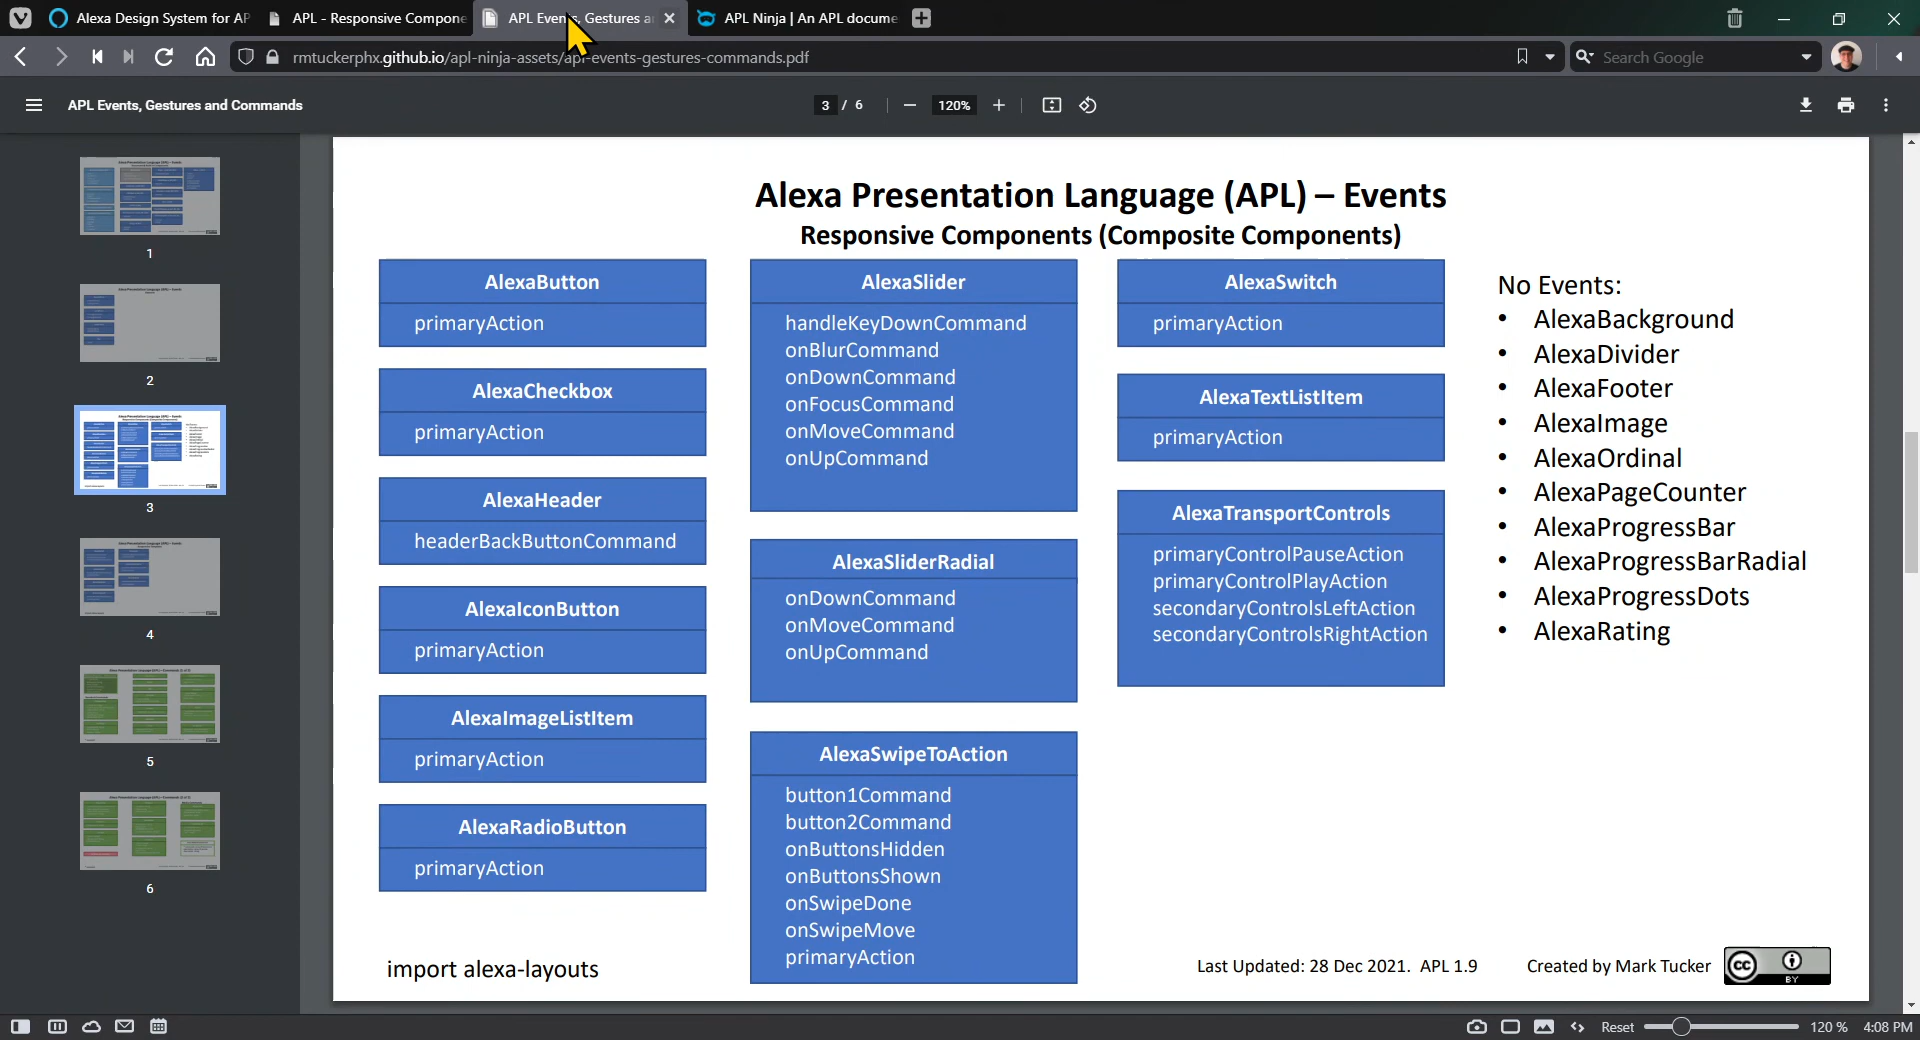 Alexa Design System for AP
APL - Responsive Compone
APL Events, Gestures a
APL Ninja | An APL docume
rmtuckerphx.github.io/apl-ninja-assets/apl-events-gestures-commands.pdf
Search Google
APL Events, Gestures and Commands
3 / 6
120%
1
2
3
4
5
6
Alexa Presentation Language (APL) – Events
Responsive Components (Composite Components)
AlexaButton
primaryAction
AlexaCheckbox
primaryAction
AlexaHeader
headerBackButtonCommand
AlexaIconButton
primaryAction
AlexaImageListItem
primaryAction
AlexaRadioButton
primaryAction
import alexa-layouts
AlexaSlider
handleKeyDownCommand
onBlurCommand
onDownCommand
onFocusCommand
onMoveCommand
onUpCommand
AlexaSliderRadial
onDownCommand
onMoveCommand
onUpCommand
AlexaSwipeToAction
button1Command
button2Command
onButtonsHidden
onButtonsShown
onSwipeDone
onSwipeMove
primaryAction
AlexaSwitch
primaryAction
AlexaTextListItem
primaryAction
AlexaTransportControls
primaryControlPauseAction
primaryControlPlayAction
secondaryControlsLeftAction
secondaryControlsRightAction
No Events:
• AlexaBackground
• AlexaDivider
• AlexaFooter
• AlexaImage
• AlexaOrdinal
• AlexaPageCounter
• AlexaProgressBar
• AlexaProgressBarRadial
• AlexaProgressDots
• AlexaRating
Last Updated: 28 Dec 2021. APL 1.9
Created by Mark Tucker
cc
BY
Reset
120 %
4:08 PM